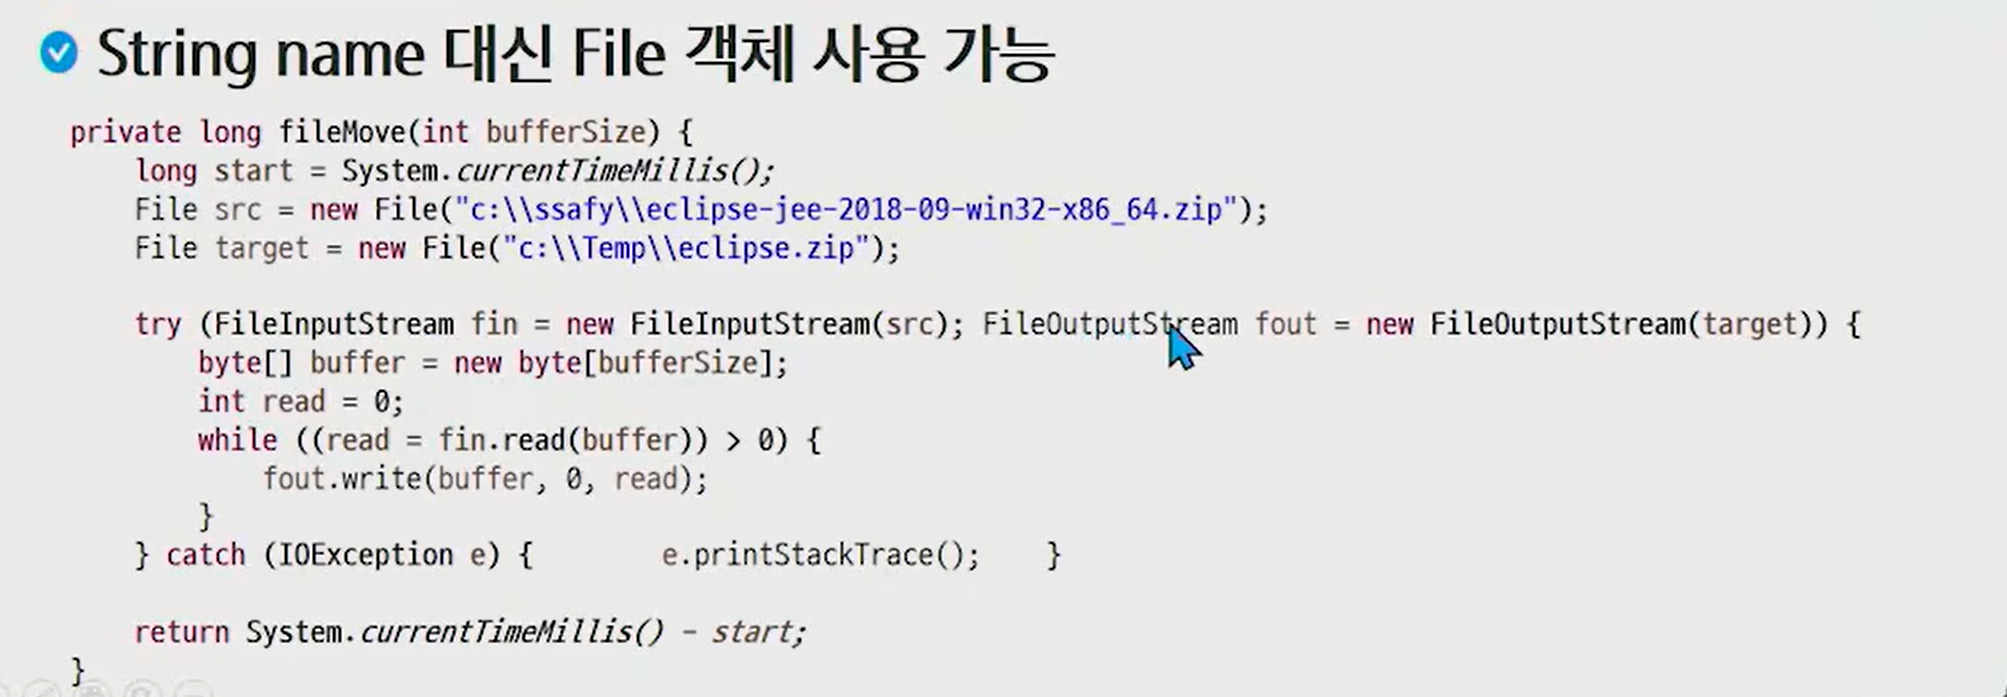 String name 대신 File 객체 사용 가능
private long fileMove(int bufferSize) {
    long start = System.currentTimeMillis();
    File src = new File("c:\\ssafy\\eclipse-jee-2018-09-win32-x86_64.zip");
    File target = new File("c:\\Temp\\eclipse.zip");
    try (FileInputStream fin = new FileInputStream(src); FileOutputStream fout = new FileOutputStream(target)) {
        byte[] buffer = new byte[bufferSize];
        int read = 0;
        while ((read = fin.read(buffer)) > 0) {
            fout.write(buffer, 0, read);
        }
    } catch (IOException e) {        e.printStackTrace();    }
    return System.currentTimeMillis() - start;
}